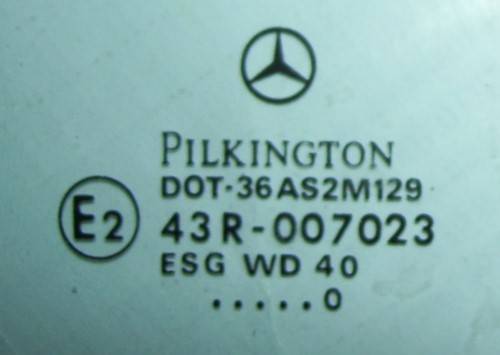 PILKINGTON
DOT-36AS2M129
E2
43R-007023
ESG WD 40
.....0